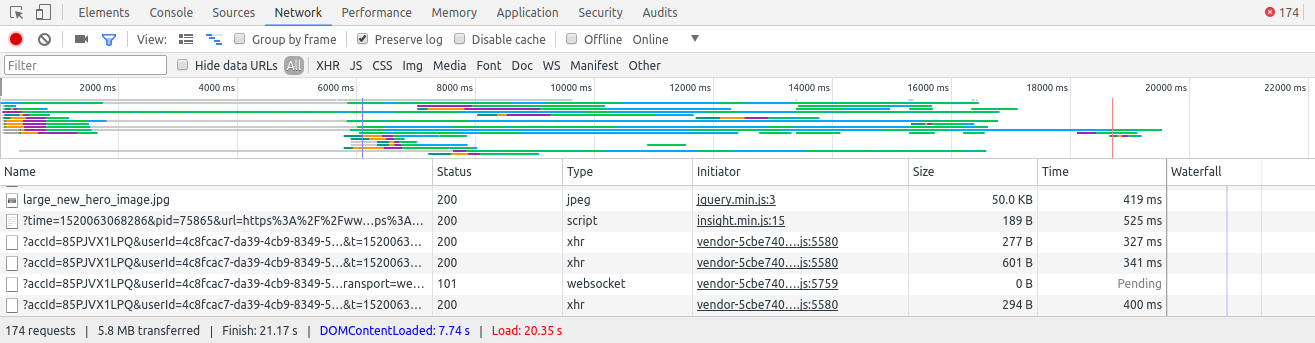 Elements Console Sources Network Performance Memory Application Security Audits 174
View: Group by frame Preserve log Disable cache Offline Online
Filter Hide data URLs All XHR JS CSS Img Media Font Doc WS Manifest Other
2000 ms 4000 ms 6000 ms 8000 ms 10000 ms 12000 ms 14000 ms 16000 ms 18000 ms 20000 ms 22000 ms
Name Status Type Initiator Size Time Waterfall
large_new_hero_image.jpg 200 jpeg jquery.min.js:3 50.0 KB 419 ms
?time=1520063068286&pid=75865&url=https%3A%2F%2Fww…ps%3A… 200 script insight.min.js:15 189 B 525 ms
?accId=85PJVX1LPQ&userId=4c8fcac7-da39-4cb9-8349-5…&t=1520063… 200 xhr vendor-5cbe740….js:5580 277 B 327 ms
?accId=85PJVX1LPQ&userId=4c8fcac7-da39-4cb9-8349-5…&t=1520063… 200 xhr vendor-5cbe740….js:5580 601 B 341 ms
?accId=85PJVX1LPQ&userId=4c8fcac7-da39-4cb9-8349-5…ransport=we… 101 websocket vendor-5cbe740….js:5759 0 B Pending
?accId=85PJVX1LPQ&userId=4c8fcac7-da39-4cb9-8349-5…&t=1520063… 200 xhr vendor-5cbe740….js:5580 294 B 400 ms
174 requests | 5.8 MB transferred | Finish: 21.17 s | DOMContentLoaded: 7.74 s | Load: 20.35 s